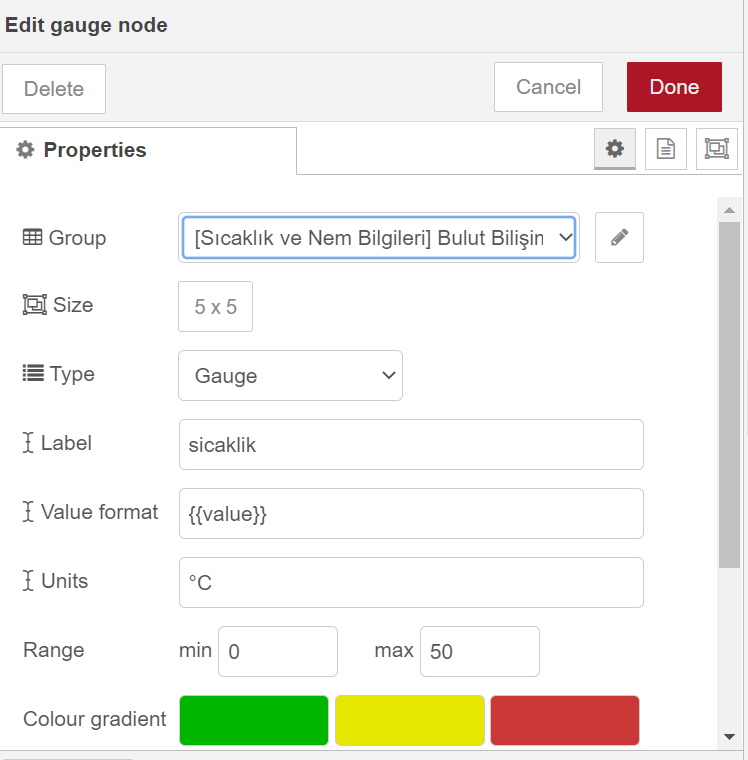 Edit gauge node
Delete
Cancel
Done
Properties
Group
[Sıcaklık ve Nem Bilgileri] Bulut Bilişin
Size
5 x 5
Type
Gauge
Label
sicaklik
Value format
{{value}}
Units
°C
Range
min
0
max
50
Colour gradient